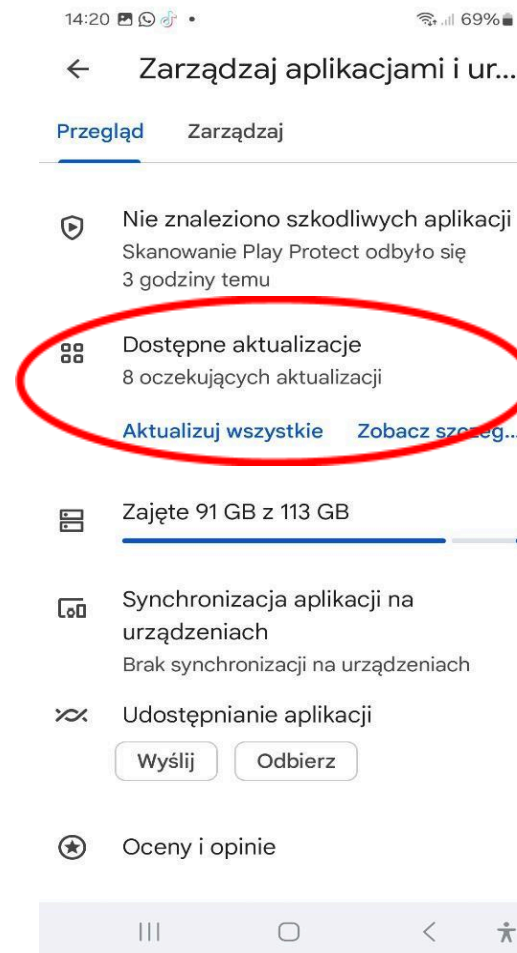 14:20 69%
Zarządzaj aplikacjami i ur...
Przegląd Zarządzaj
Nie znaleziono szkodliwych aplikacji
Skanowanie Play Protect odbyło się
3 godziny temu
Dostępne aktualizacje
8 oczekujących aktualizacji
Aktualizuj wszystkie Zobacz szczeg...
Zajęte 91 GB z 113 GB
Synchronizacja aplikacji na
urządzeniach
Brak synchronizacji na urządzeniach
Udostępnianie aplikacji
Wyślij Odbierz
Oceny i opinie